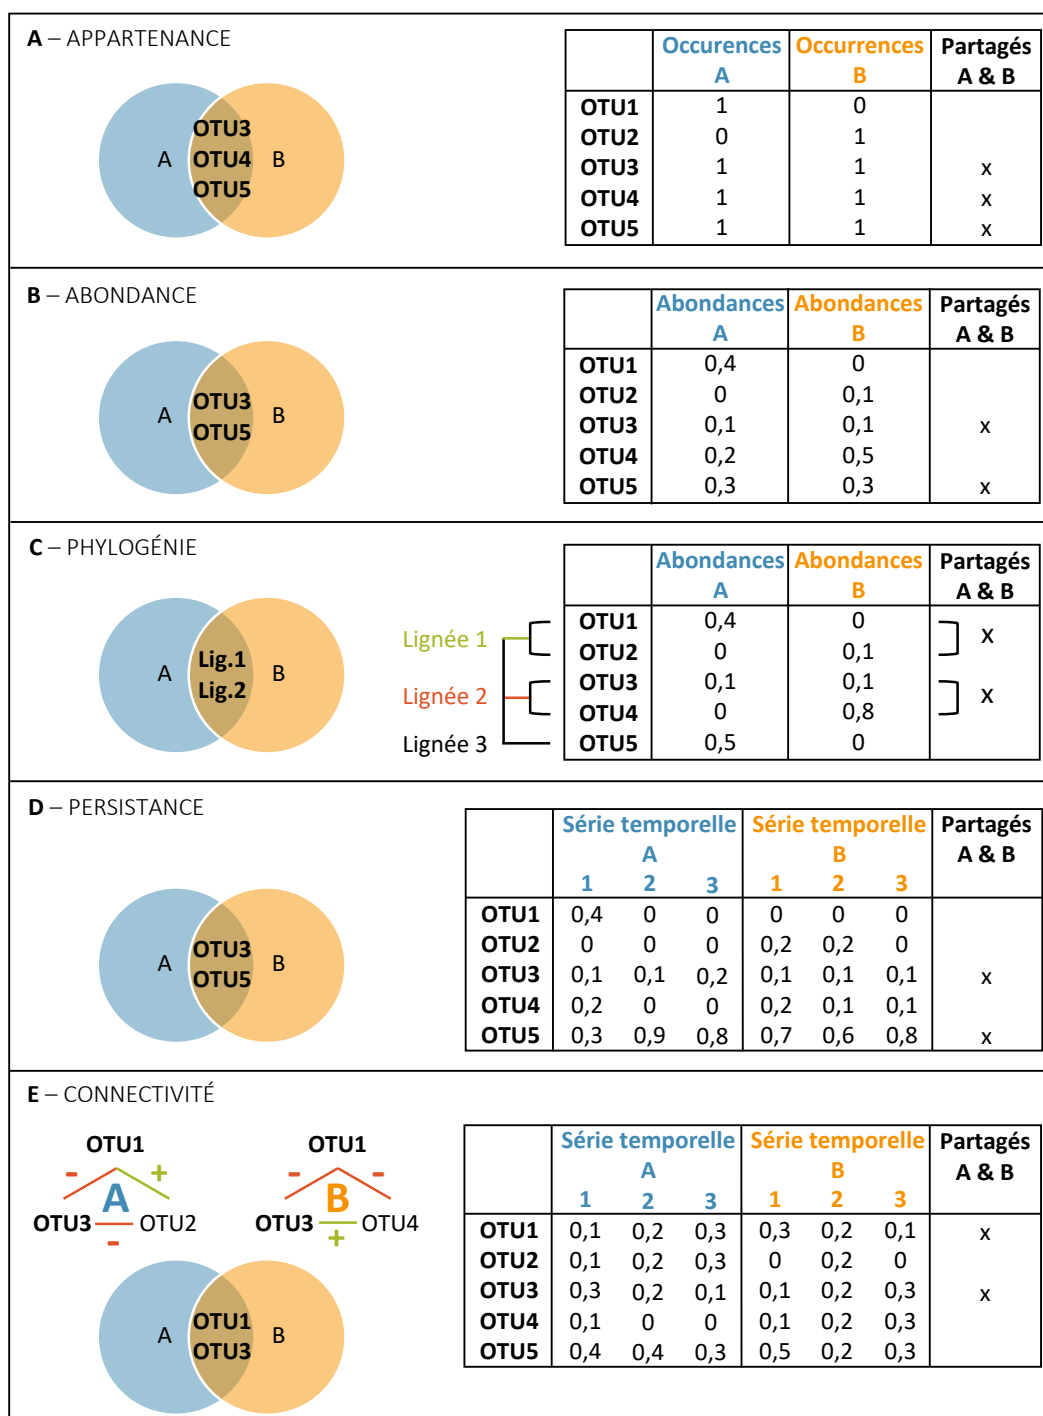 A – APPARTENANCE
A
OTU3
OTU4
OTU5
B
Occurences A Occurrences B Partagés A & B
OTU1 1 0
OTU2 0 1
OTU3 1 1 x
OTU4 1 1 x
OTU5 1 1 x
B – ABONDANCE
A
OTU3
OTU5
B
Abondances A Abondances B Partagés A & B
OTU1 0,4 0
OTU2 0 0,1
OTU3 0,1 0,1 x
OTU4 0,2 0,5
OTU5 0,3 0,3 x
C – PHYLOGÉNIE
A
Lig.1
Lig.2
B
Lignée 1
Lignée 2
Lignée 3
Abondances A Abondances B Partagés A & B
OTU1 0,4 0
x
OTU2 0 0,1
OTU3 0,1 0,1
x
OTU4 0 0,8
OTU5 0,5 0
D – PERSISTANCE
A
OTU3
OTU5
B
Série temporelle A Série temporelle B Partagés A & B
1 2 3 1 2 3
OTU1 0,4 0 0 0 0 0
OTU2 0 0 0 0,2 0,2 0
OTU3 0,1 0,1 0,2 0,1 0,1 0,1 x
OTU4 0,2 0 0 0,2 0,1 0,1
OTU5 0,3 0,9 0,8 0,7 0,6 0,8 x
E – CONNECTIVITÉ
OTU1
- +
A
OTU3 OTU2
-
OTU1
- -
B
OTU3 OTU4
+
A
OTU1
OTU3
B
Série temporelle A Série temporelle B Partagés A & B
1 2 3 1 2 3
OTU1 0,1 0,2 0,3 0,3 0,2 0,1 x
OTU2 0,1 0,2 0,3 0 0,2 0
OTU3 0,3 0,2 0,1 0,1 0,2 0,3 x
OTU4 0,1 0 0 0,1 0,2 0,3
OTU5 0,4 0,4 0,3 0,5 0,2 0,3